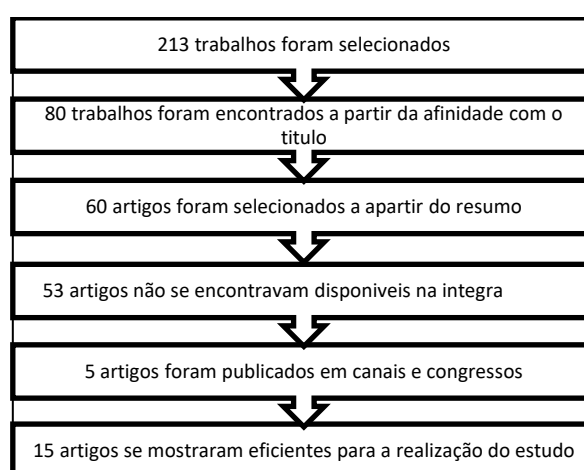 213 trabalhos foram selecionados
80 trabalhos foram encontrados a partir da afinidade com o
titulo
60 artigos foram selecionados a apartir do resumo
53 artigos não se encontravam disponiveis na integra
5 artigos foram publicados em canais e congressos
15 artigos se mostraram eficientes para a realização do estudo